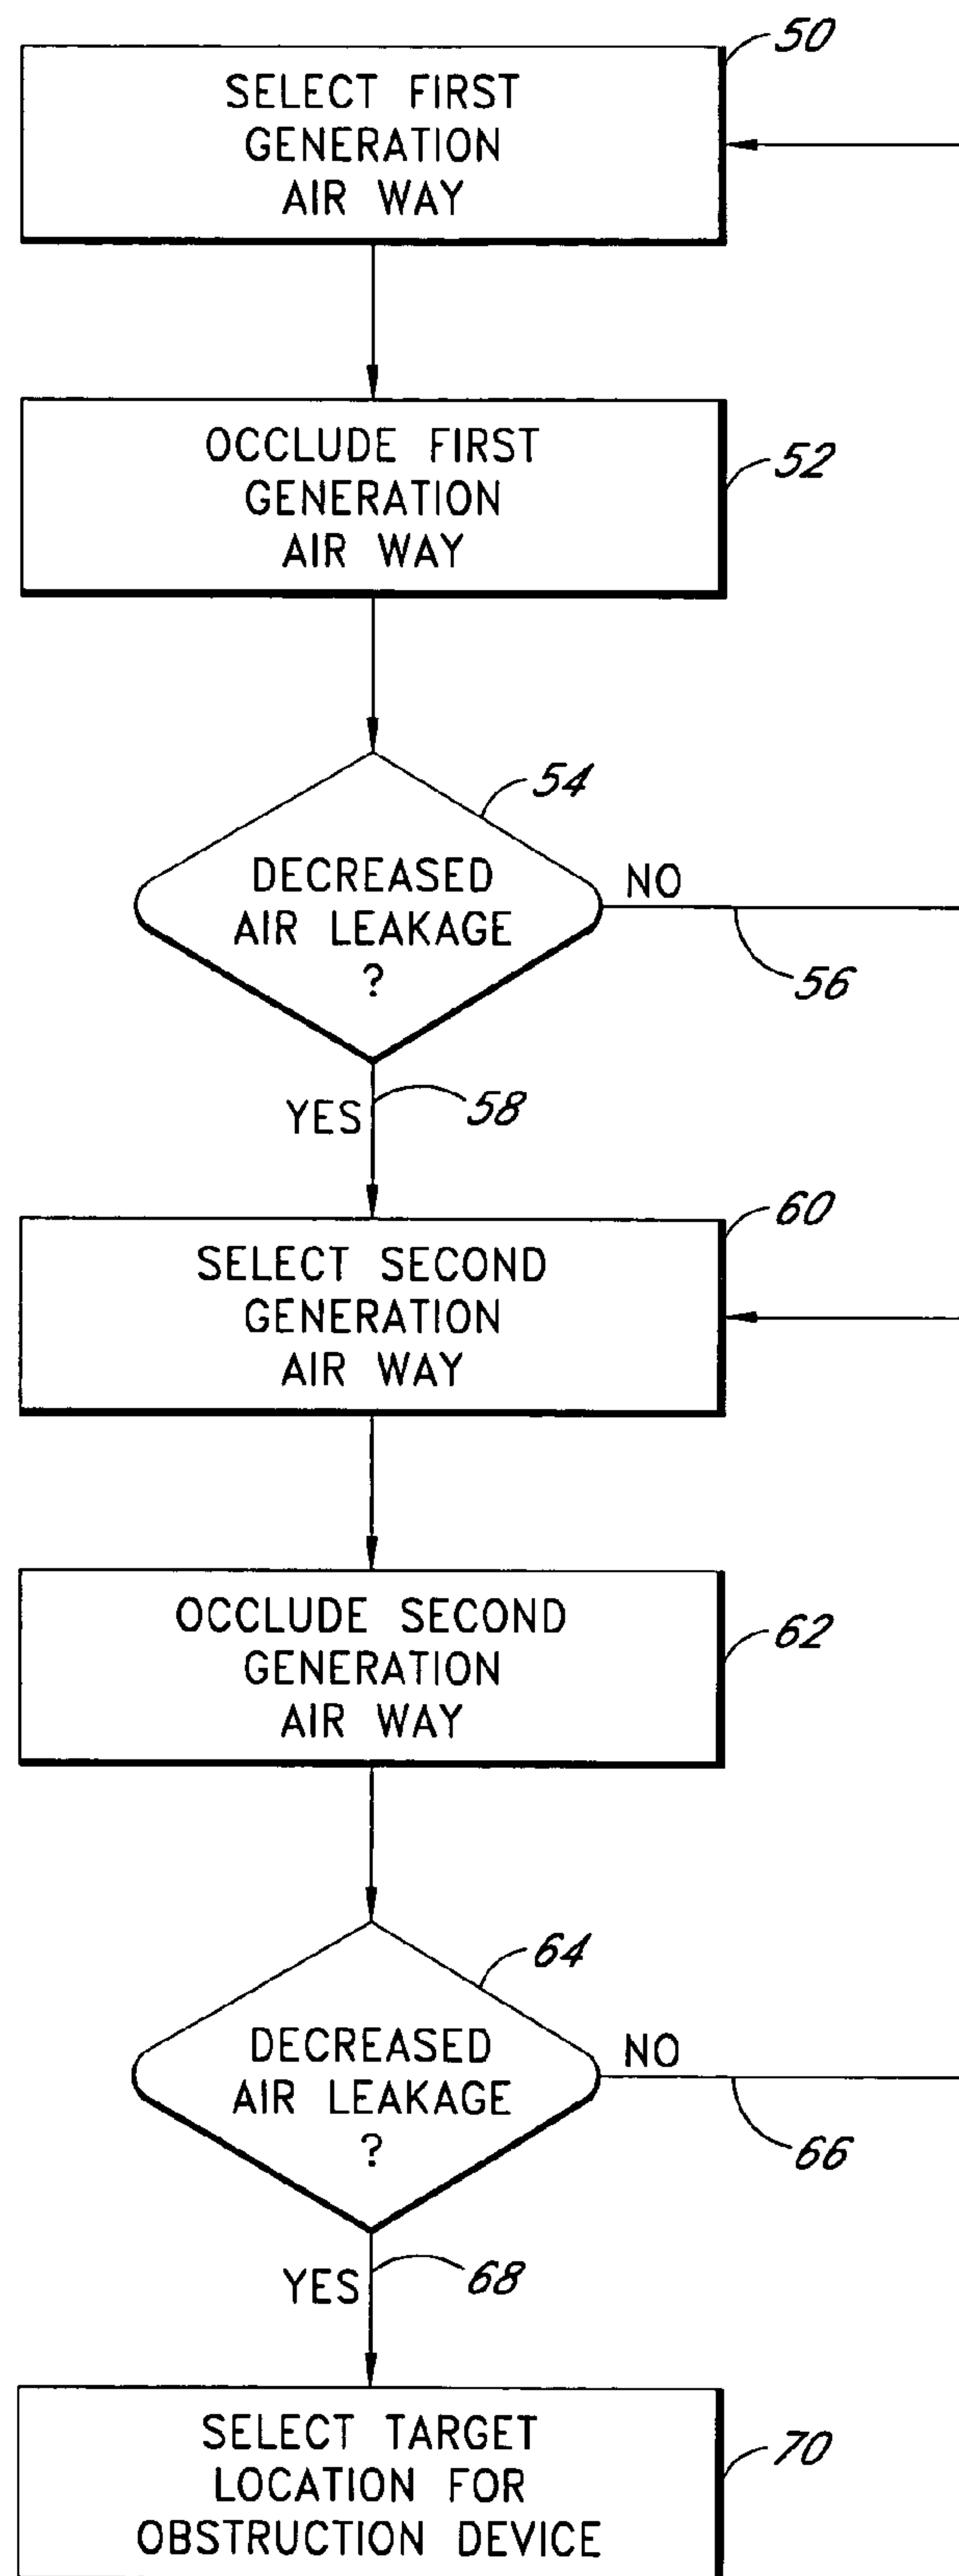 50
SELECT FIRST
GENERATION
AIR WAY
OCCLUDE FIRST
GENERATION
AIR WAY
52
54
DECREASED
AIR LEAKAGE
?
NO
56
YES
58
60
SELECT SECOND
GENERATION
AIR WAY
OCCLUDE SECOND
GENERATION
AIR WAY
62
64
DECREASED
AIR LEAKAGE
?
NO
66
YES
68
SELECT TARGET
LOCATION FOR
OBSTRUCTION DEVICE
70